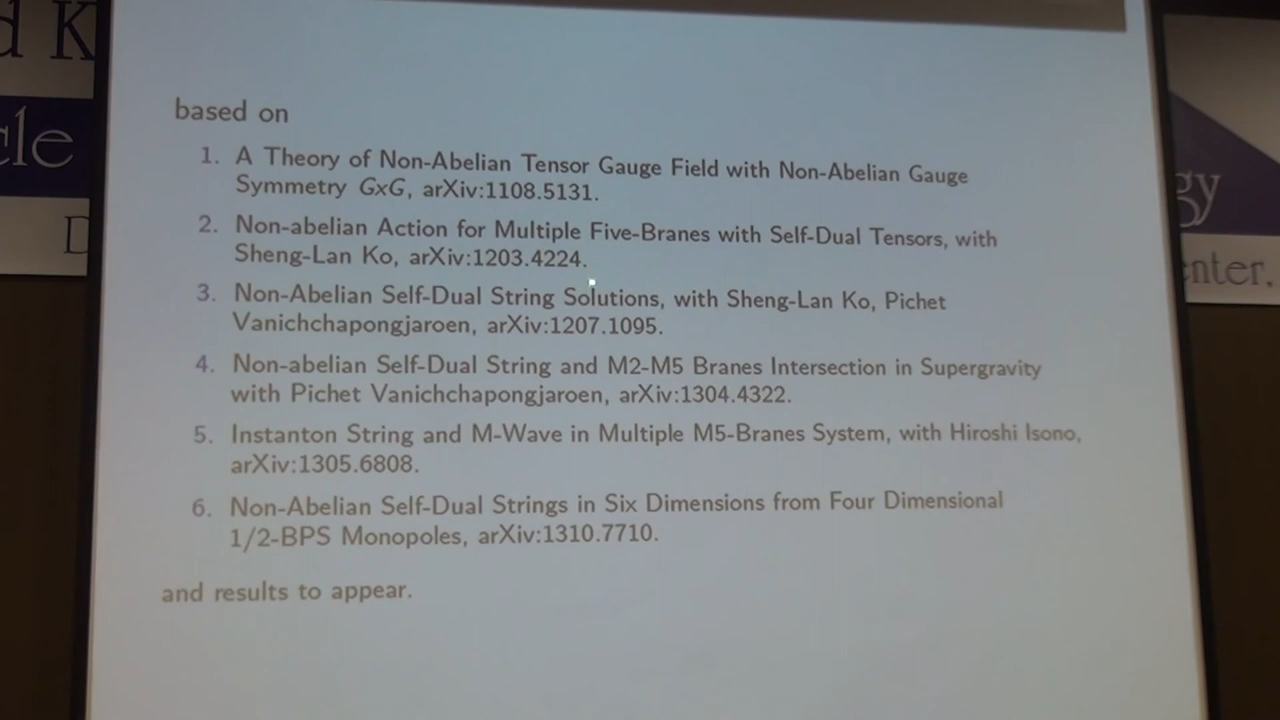 based on
1. A Theory of Non-Abelian Tensor Gauge Field with Non-Abelian Gauge
Symmetry GxG, arXiv:1108.5131.
2. Non-abelian Action for Multiple Five-Branes with Self-Dual Tensors, with
Sheng-Lan Ko, arXiv:1203.4224.
3. Non-Abelian Self-Dual String Solutions, with Sheng-Lan Ko, Pichet
Vanichchapongjaroen, arXiv:1207.1095.
4. Non-abelian Self-Dual String and M2-M5 Branes Intersection in Supergravity
with Pichet Vanichchapongjaroen, arXiv:1304.4322.
5. Instanton String and M-Wave in Multiple M5-Branes System, with Hiroshi Isono,
arXiv:1305.6808.
6. Non-Abelian Self-Dual Strings in Six Dimensions from Four Dimensional
1/2-BPS Monopoles, arXiv:1310.7710.
and results to appear.